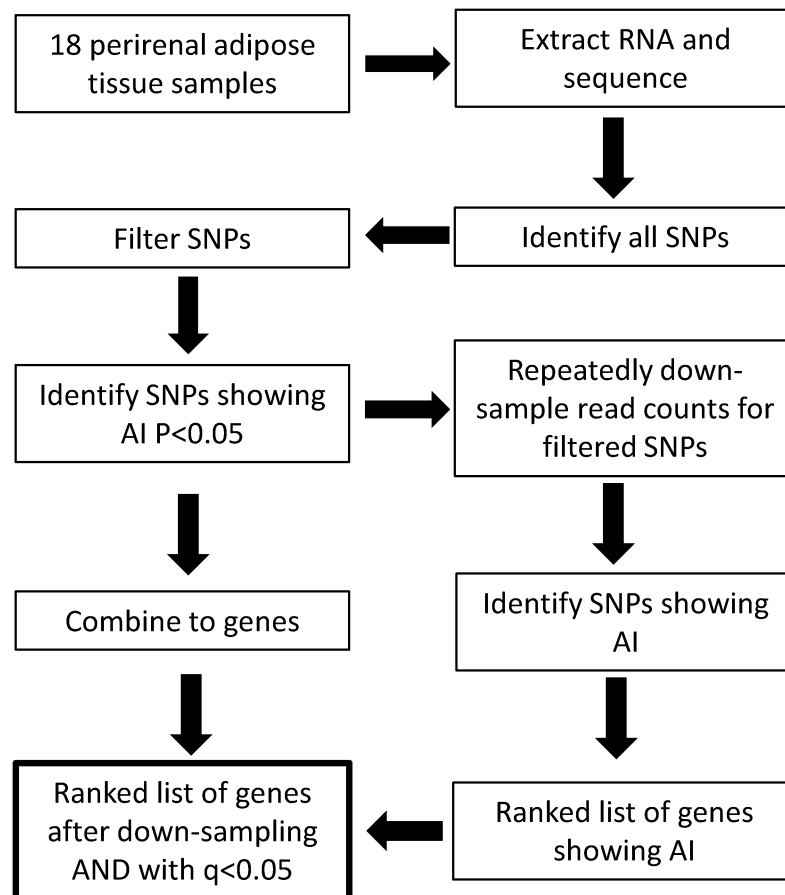 18 perirenal adipose
tissue samples
Extract RNA and
sequence
Identify all SNPs
Filter SNPs
Identify SNPs showing
AI P<0.05
Repeatedly down-
sample read counts for
filtered SNPs
Combine to genes
Identify SNPs showing
AI
Ranked list of genes
showing AI
Ranked list of genes
after down-sampling
AND with q<0.05